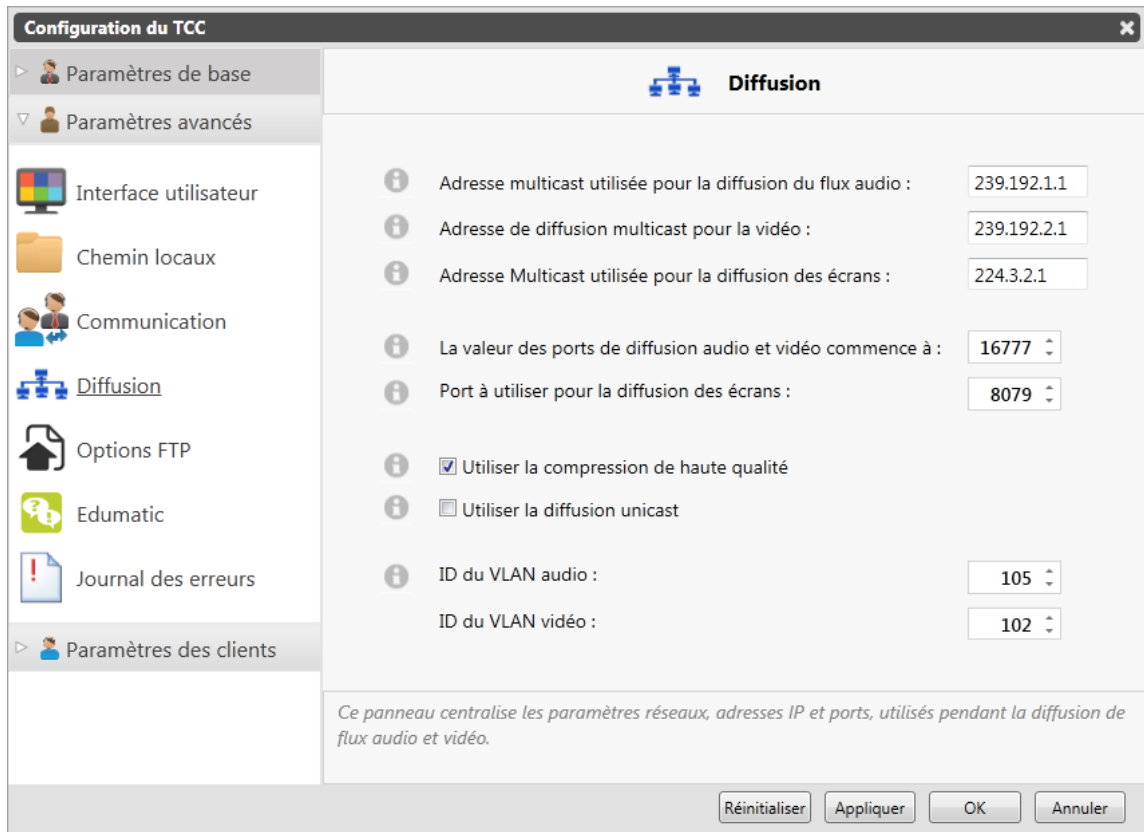 Configuration du TCC
Paramètres de base
Paramètres avancés
Interface utilisateur
Chemin locaux
Communication
Diffusion
Options FTP
Edumatic
Journal des erreurs
Paramètres des clients
Diffusion
Adresse multicast utilisée pour la diffusion du flux audio : 239.192.1.1
Adresse de diffusion multicast pour la vidéo : 239.192.2.1
Adresse Multicast utilisée pour la diffusion des écrans : 224.3.2.1
La valeur des ports de diffusion audio et vidéo commence à : 16777
Port à utiliser pour la diffusion des écrans : 8079
Utiliser la compression de haute qualité
Utiliser la diffusion unicast
ID du VLAN audio : 105
ID du VLAN vidéo : 102
Ce panneau centralise les paramètres réseaux, adresses IP et ports, utilisés pendant la diffusion de
flux audio et vidéo.
Réinitialiser Appliquer OK Annuler